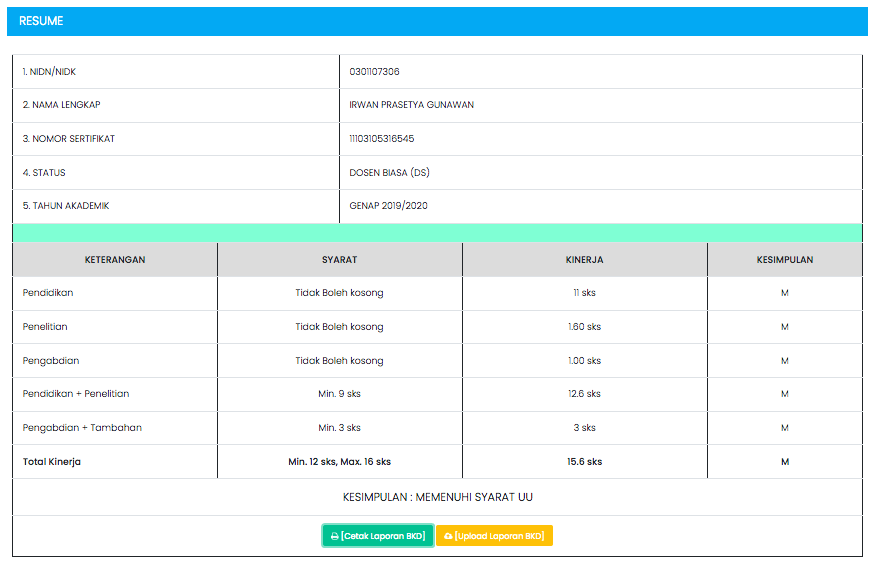 RESUME
1. NIDN/NIDK 0301107306
2. NAMA LENGKAP IRWAN PRASETYA GUNAWAN
3. NOMOR SERTIFIKAT 11103105316545
4. STATUS DOSEN BIASA (DS)
5. TAHUN AKADEMIK GENAP 2019/2020
KETERANGAN SYARAT KINERJA KESIMPULAN
Pendidikan Tidak Boleh kosong 11 sks M
Penelitian Tidak Boleh kosong 1.60 sks M
Pengabdian Tidak Boleh kosong 1.00 sks M
Pendidikan + Penelitian Min. 9 sks 12.6 sks M
Pengabdian + Tambahan Min. 3 sks 3 sks M
Total Kinerja Min. 12 sks, Max. 16 sks 15.6 sks M
KESIMPULAN : MEMENUHI SYARAT UU
[Cetak Laporan BKD] [Upload Laporan BKD]